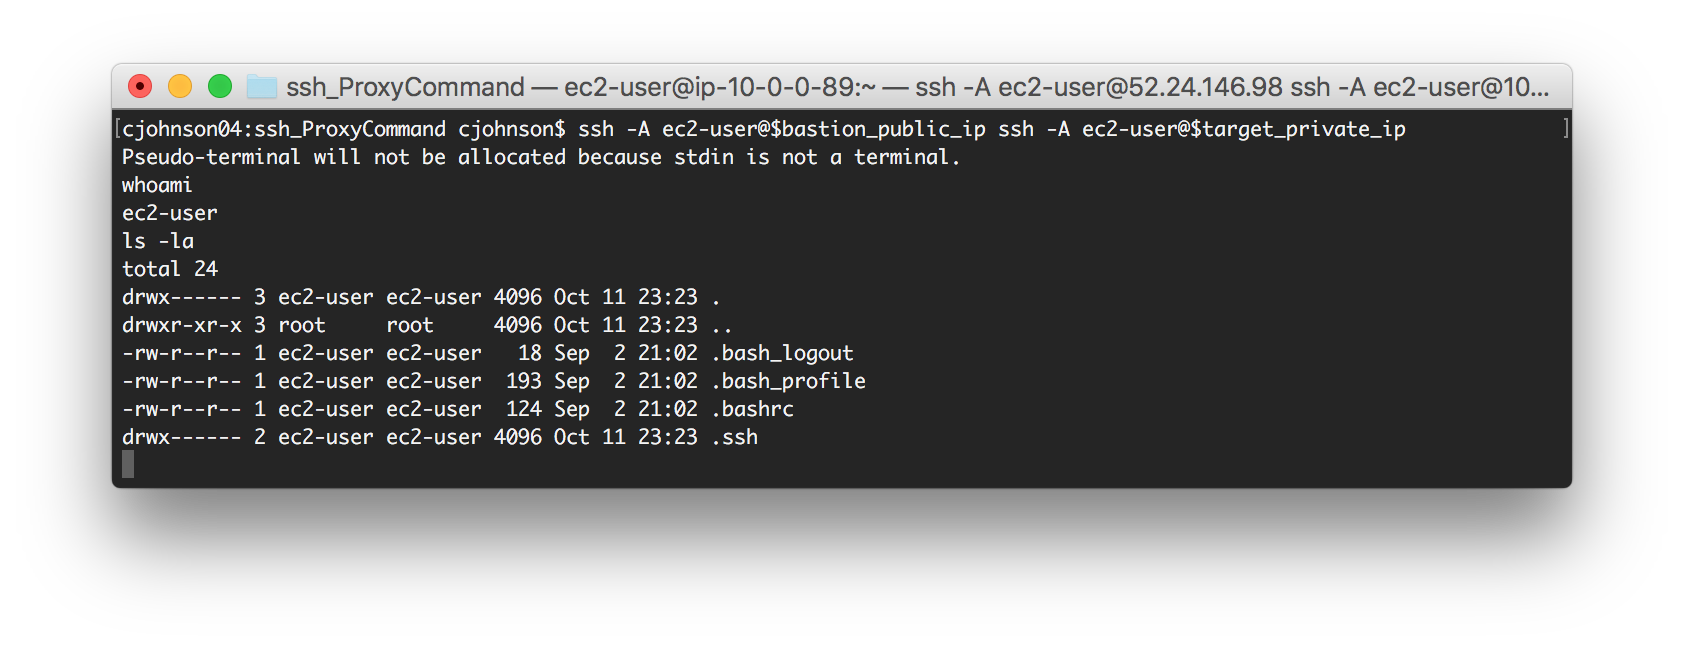 ssh_ProxyCommand — ec2-user@ip-10-0-0-89:~ — ssh -A ec2-user@52.24.146.98 ssh -A ec2-user@10...
[cjohnson04:ssh_ProxyCommand cjohnson$ ssh -A ec2-user@$bastion_public_ip ssh -A ec2-user@$target_private_ip ]
Pseudo-terminal will not be allocated because stdin is not a terminal.
whoami
ec2-user
ls -la
total 24
drwx------ 3 ec2-user ec2-user 4096 Oct 11 23:23 .
drwxr-xr-x 3 root     root     4096 Oct 11 23:23 ..
-rw-r--r-- 1 ec2-user ec2-user   18 Sep  2 21:02 .bash_logout
-rw-r--r-- 1 ec2-user ec2-user  193 Sep  2 21:02 .bash_profile
-rw-r--r-- 1 ec2-user ec2-user  124 Sep  2 21:02 .bashrc
drwx------ 2 ec2-user ec2-user 4096 Oct 11 23:23 .ssh